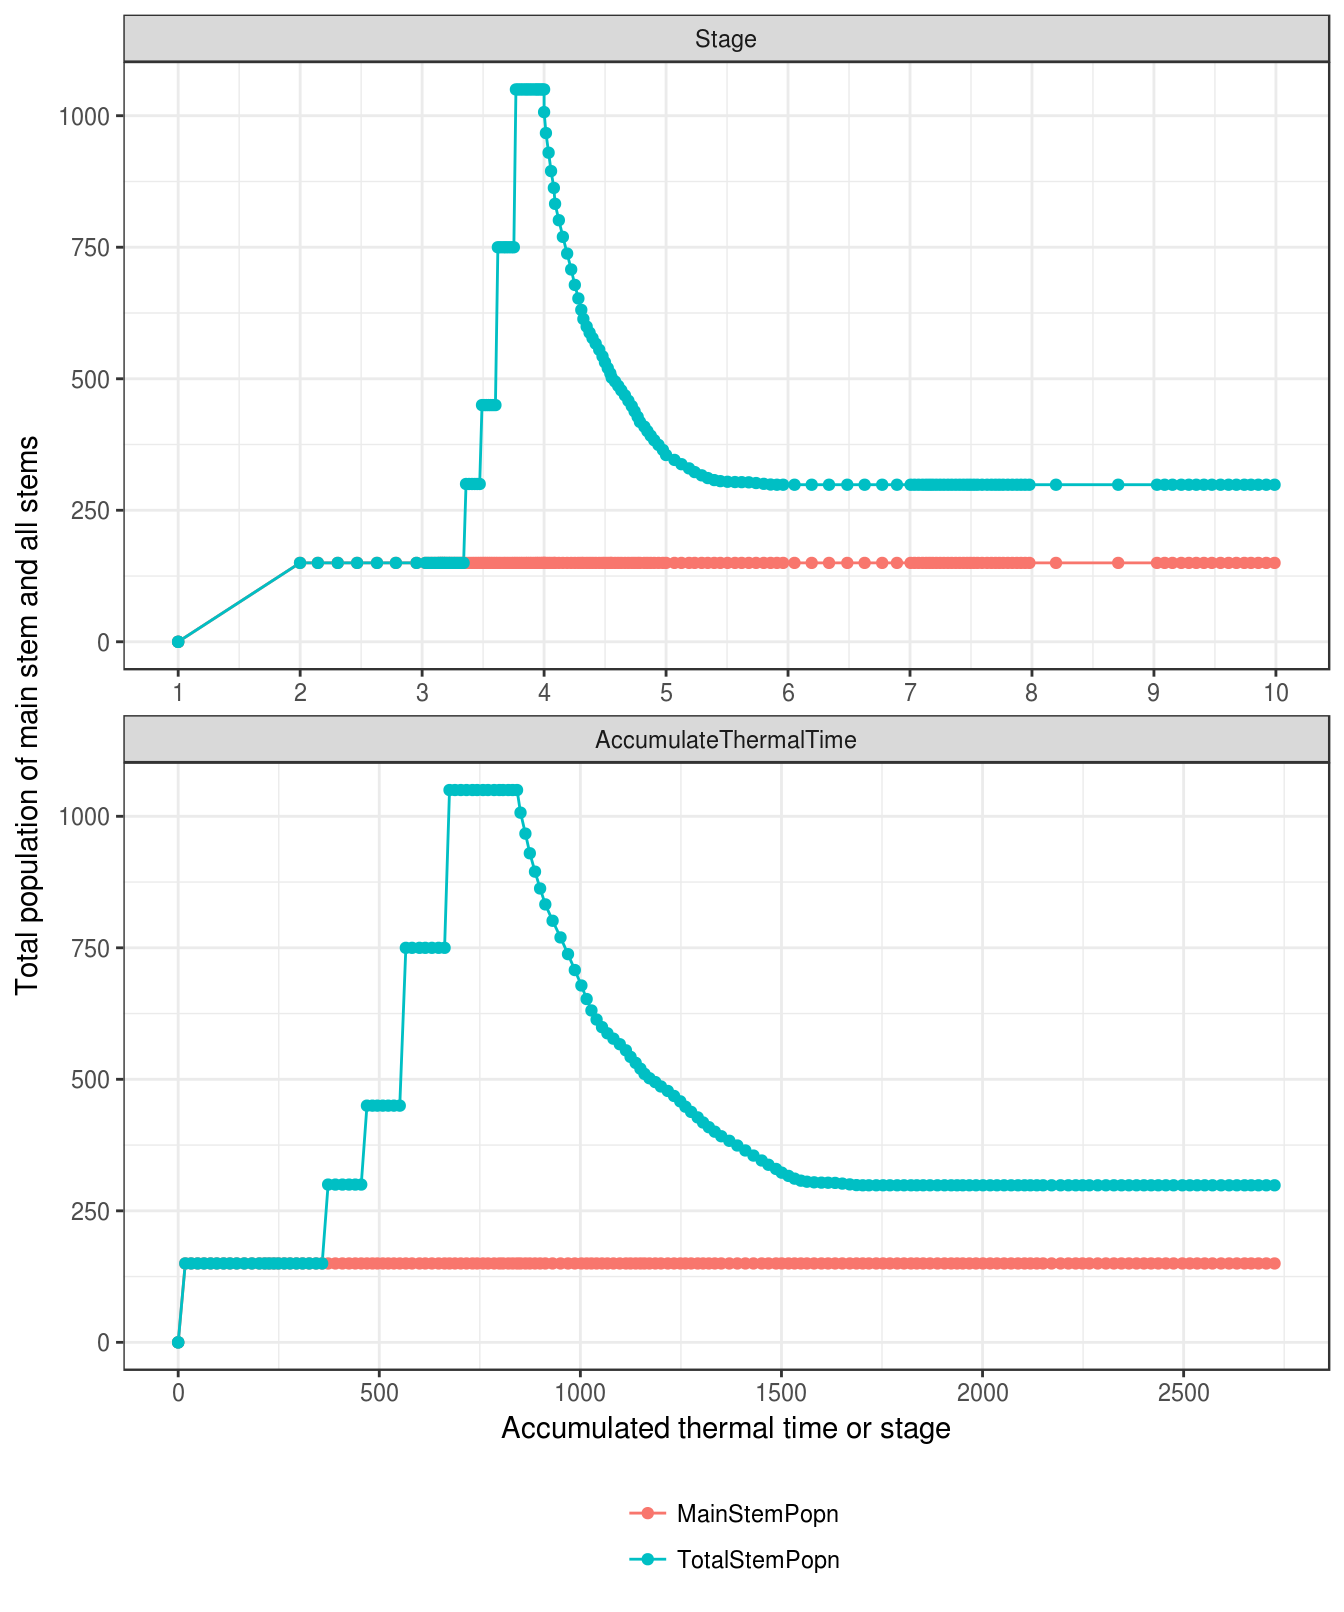 Stage
1000
750
500
250
0
1 2 3 4 5 6 7 8 9 10
Total population of main stem and all stems
AccumulateThermalTime
1000
750
500
250
0
0 500 1000 1500 2000 2500
Accumulated thermal time or stage
MainStemPopn
TotalStemPopn